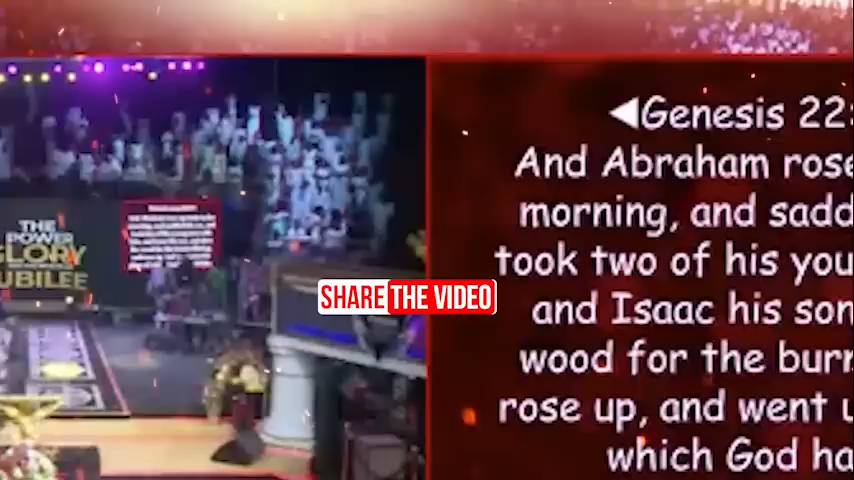 THE
POWER
GLORY
UBILEE
SHARE THE VIDEO
◀Genesis 22:
And Abraham rose
morning, and sadd
took two of his you
and Isaac his son
wood for the burn
rose up, and went u
which God ha